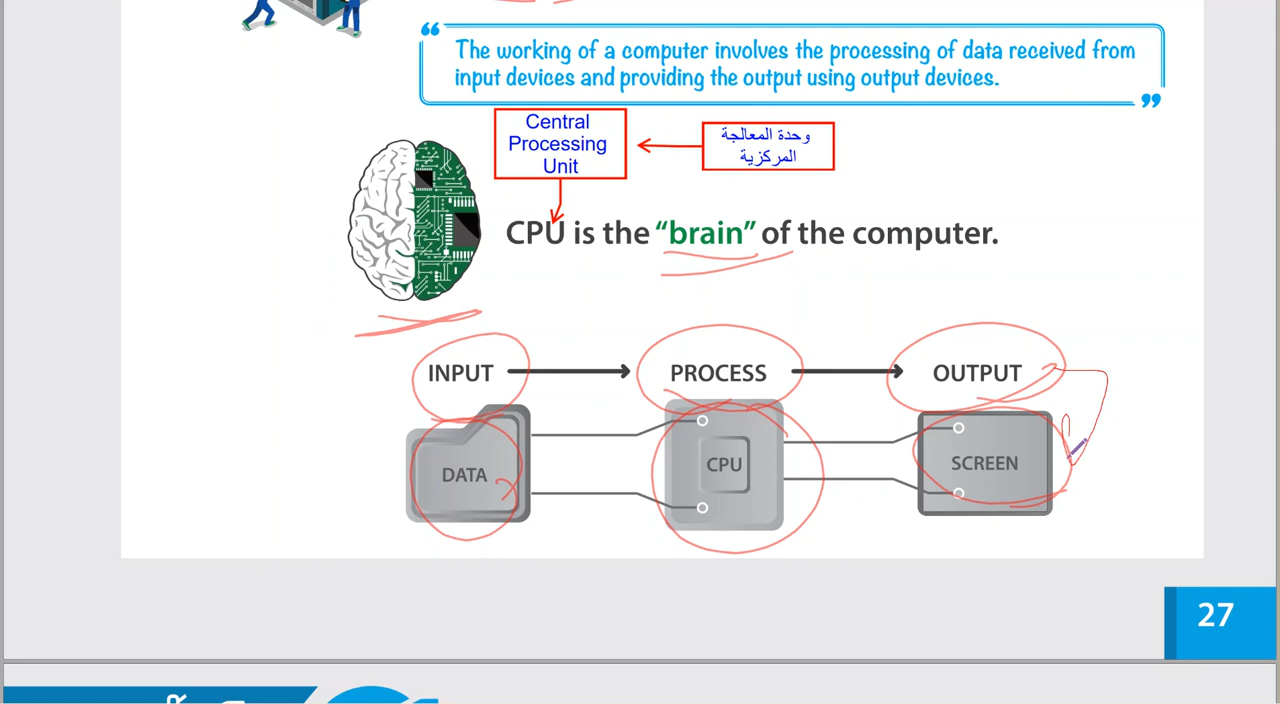 “
The working of a computer involves the processing of data received from
input devices and providing the output using output devices.
”
Central
Processing
Unit
وحدة المعالجة
المركزية
CPU is the “brain” of the computer.
INPUT
PROCESS
OUTPUT
DATA
CPU
SCREEN
27